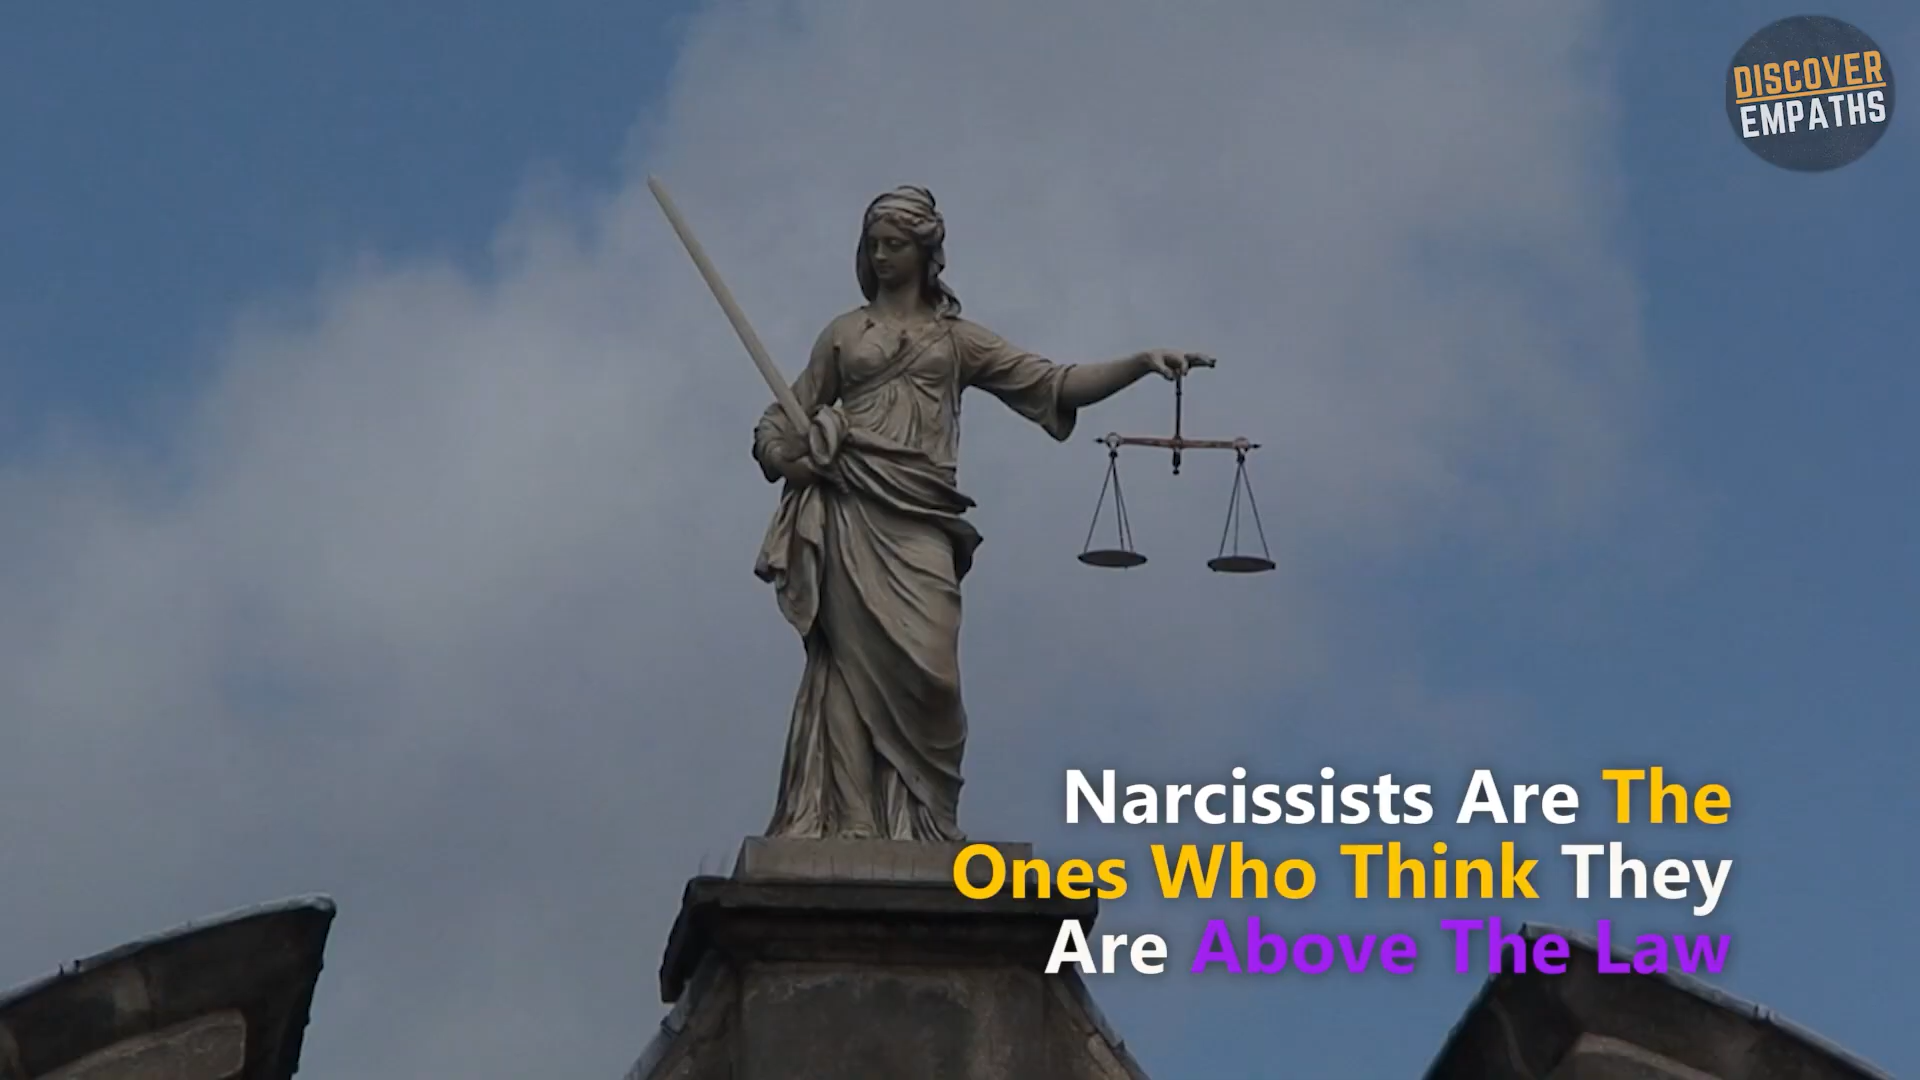 DISCOVER
EMPATHS
Narcissists Are The
Ones Who Think They
Are Above The Law